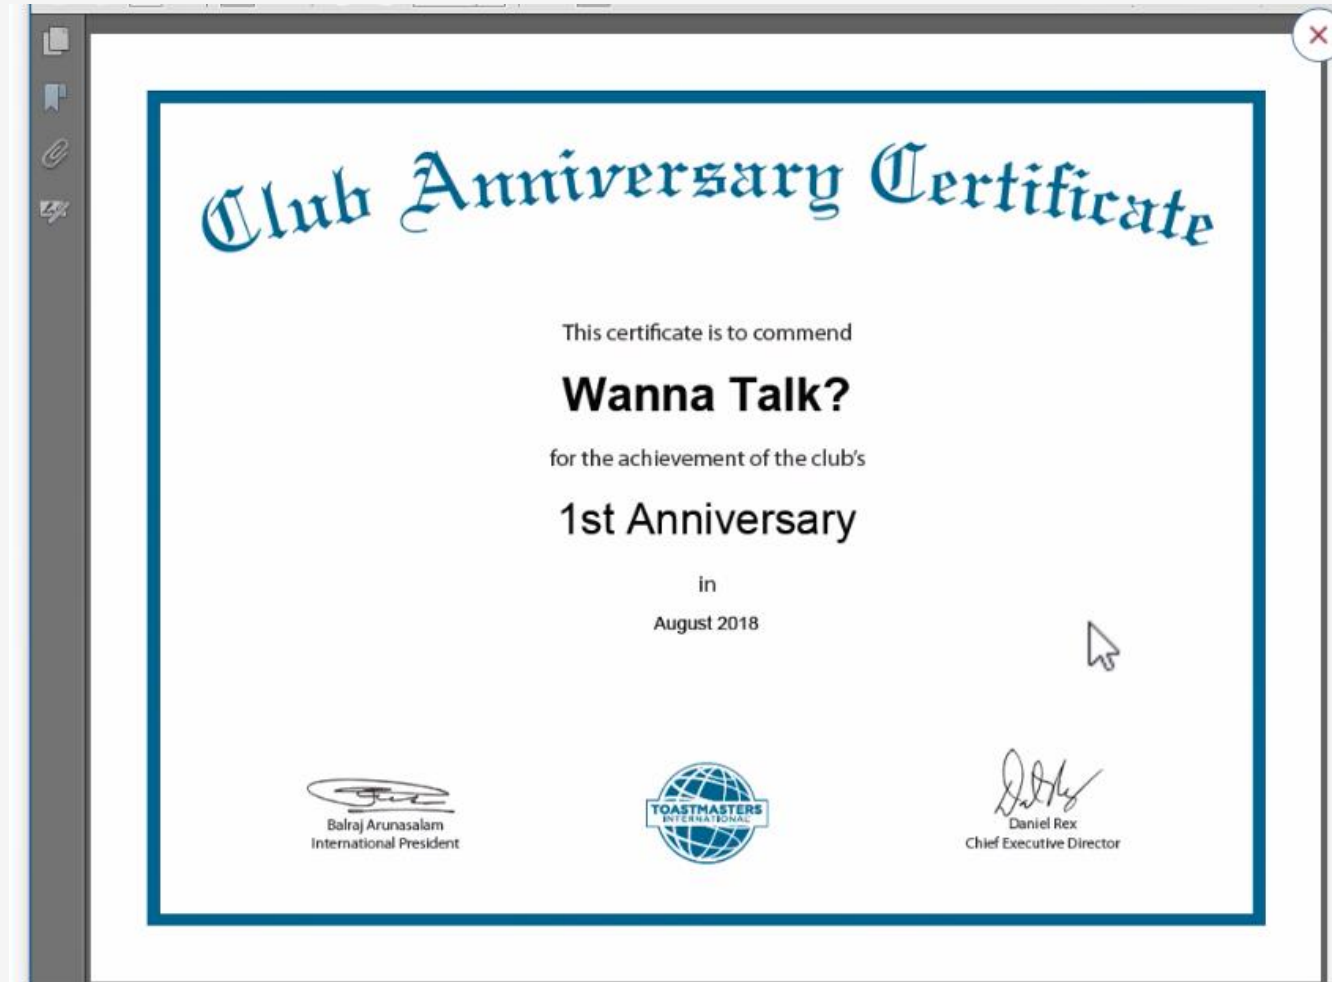 Club Anniversary Certificate
This certificate is to commend
Wanna Talk?
for the achievement of the club's
1st Anniversary
in
August 2018
Balraj Arunasalam
International President
TOASTMASTERS
INTERNATIONAL
Daniel Rex
Chief Executive Director